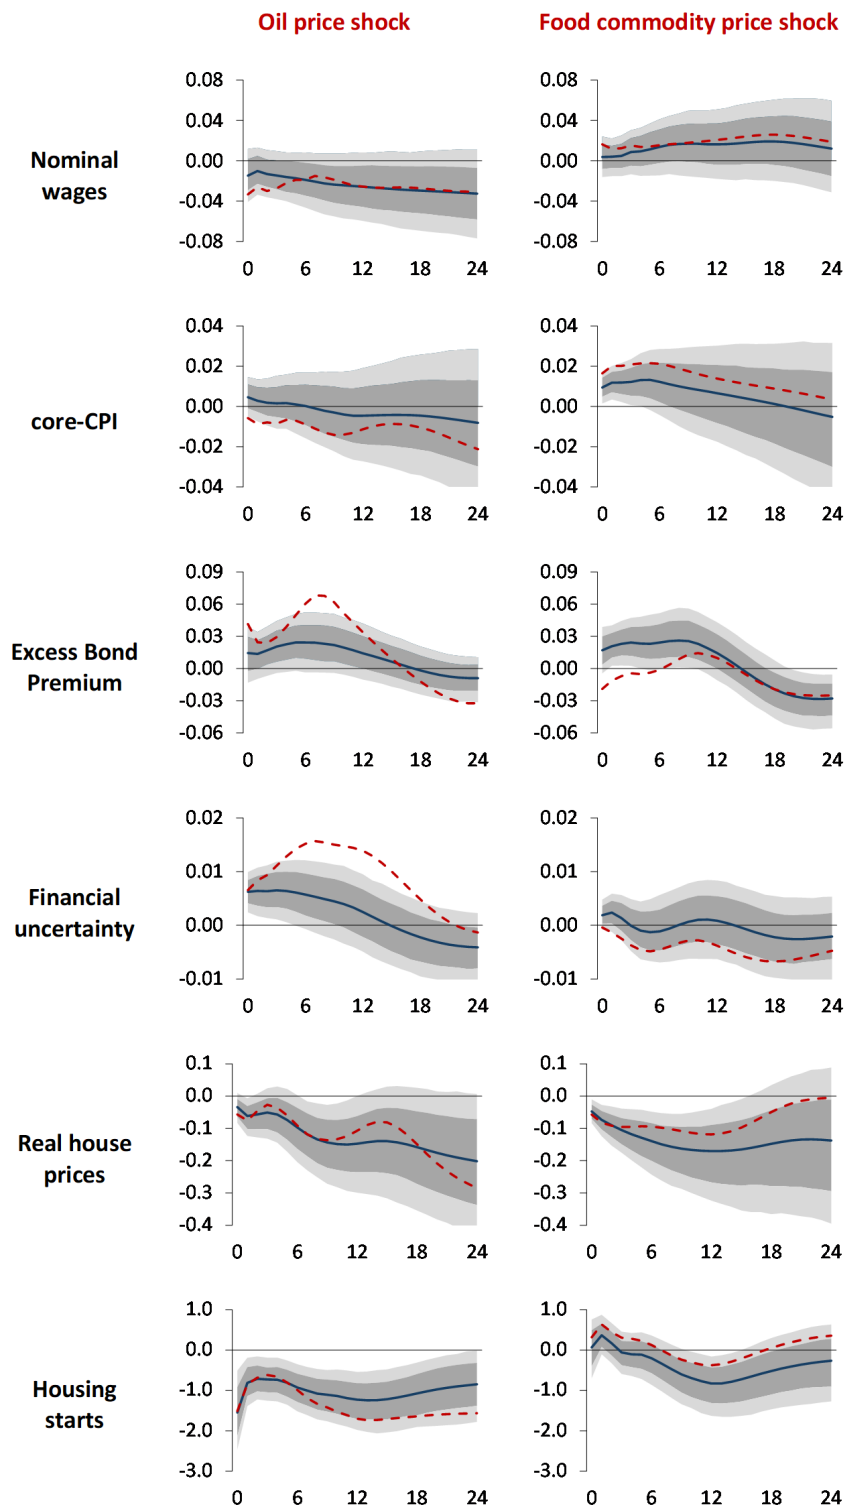 Oil price shock
Food commodity price shock
Nominal
wages
0.08
0.04
0.00
-0.04
-0.08
0 6 12 18 24
0.08
0.04
0.00
-0.04
-0.08
0 6 12 18 24
core-CPI
0.04
0.02
0.00
-0.02
-0.04
0 6 12 18 24
0.04
0.02
0.00
-0.02
-0.04
0 6 12 18 24
Excess Bond
Premium
0.09
0.06
0.03
0.00
-0.03
-0.06
0 6 12 18 24
0.09
0.06
0.03
0.00
-0.03
-0.06
0 6 12 18 24
Financial
uncertainty
0.02
0.01
0.00
-0.01
0 6 12 18 24
0.02
0.01
0.00
-0.01
0 6 12 18 24
Real house
prices
0.1
0.0
-0.1
-0.2
-0.3
-0.4
0 6 12 18 24
0.1
0.0
-0.1
-0.2
-0.3
-0.4
0 6 12 18 24
Housing
starts
1.0
0.0
-1.0
-2.0
-3.0
0 6 12 18 24
1.0
0.0
-1.0
-2.0
-3.0
0 6 12 18 24